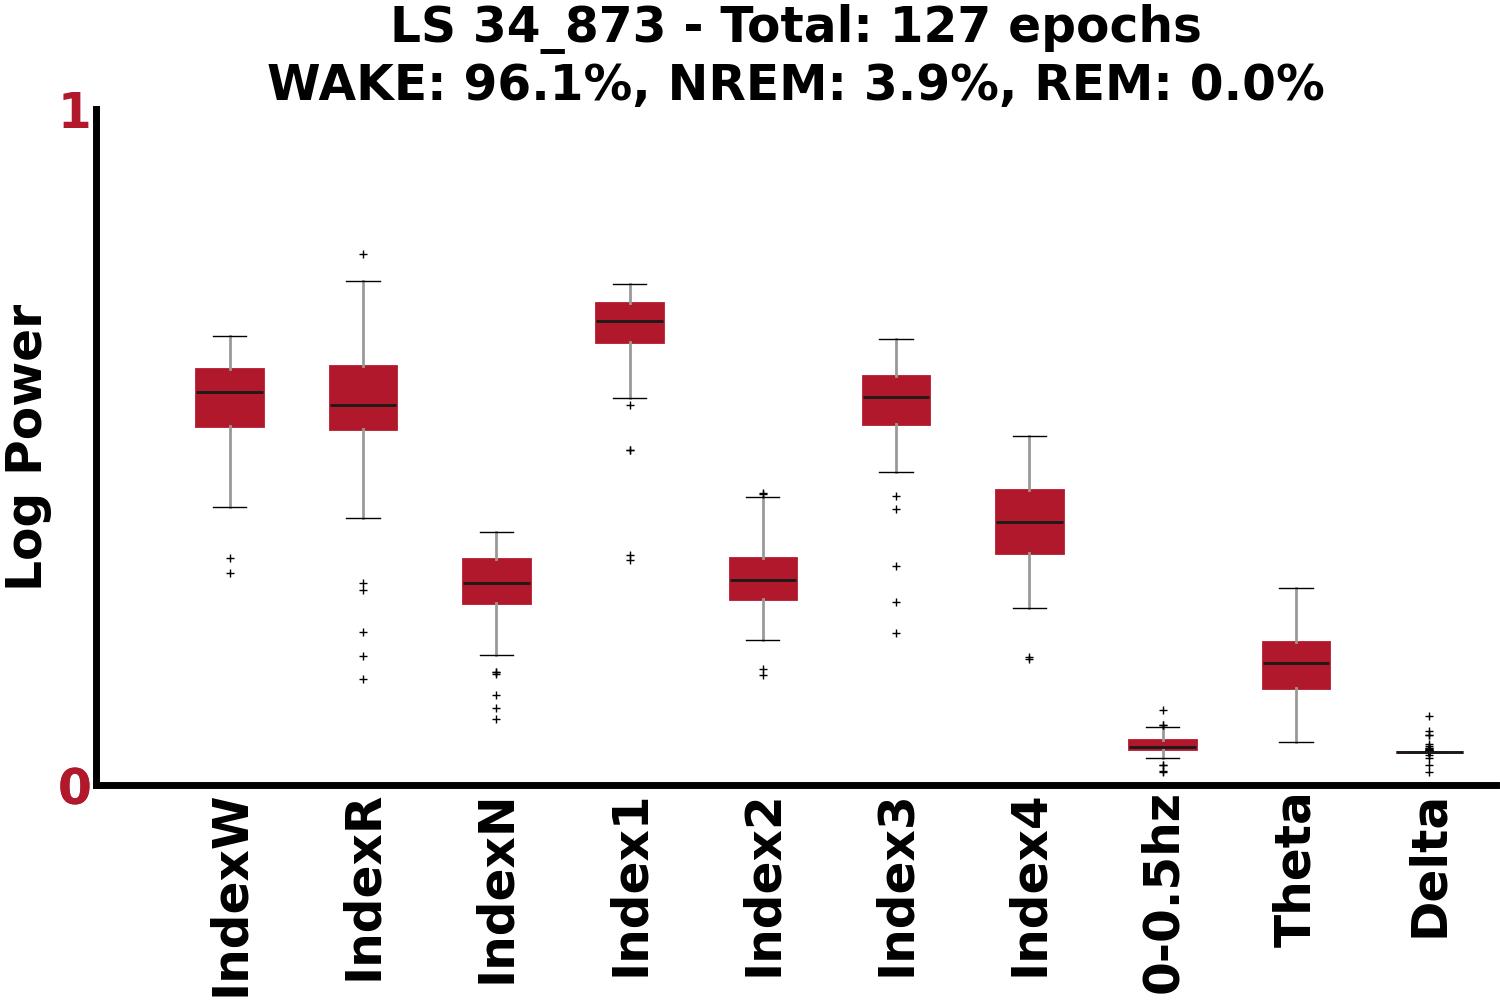 LS 34_873 - Total: 127 epochs
WAKE: 96.1%, NREM: 3.9%, REM: 0.0%
1
Log Power
0
IndexW
IndexR
IndexN
Index1
Index2
Index3
Index4
0-0.5hz
Theta
Delta